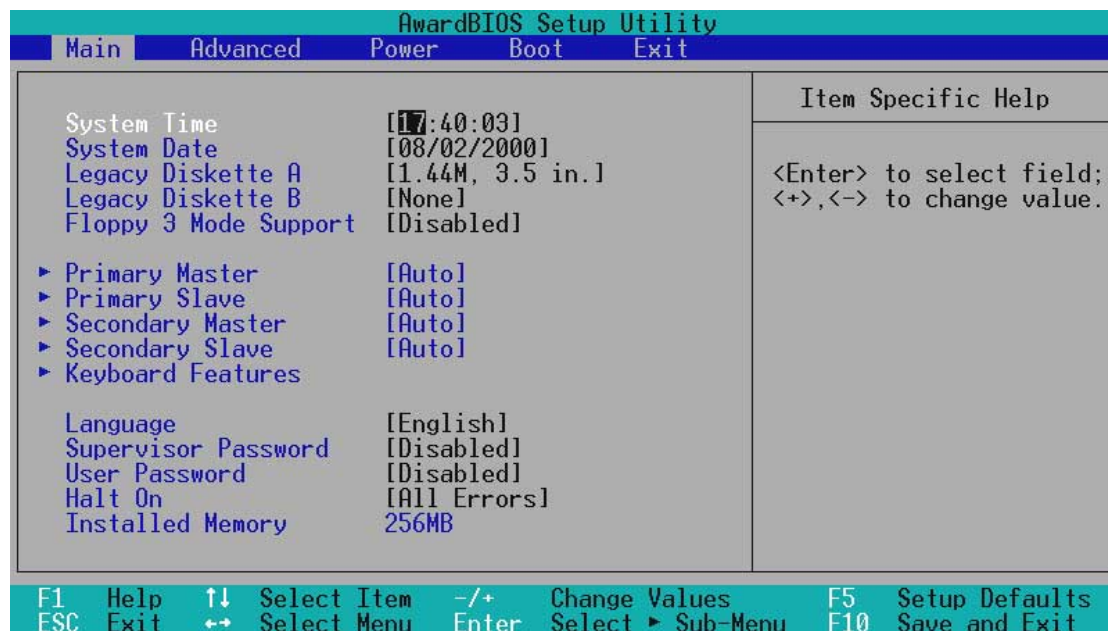 AwardBIOS Setup Utility
Main Advanced Power Boot Exit
System Time [17:40:03]
System Date [08/02/2000]
Legacy Diskette A [1.44M, 3.5 in.]
Legacy Diskette B [None]
Floppy 3 Mode Support [Disabled]
▶ Primary Master [Auto]
▶ Primary Slave [Auto]
▶ Secondary Master [Auto]
▶ Secondary Slave [Auto]
▶ Keyboard Features
Language [English]
Supervisor Password [Disabled]
User Password [Disabled]
Halt On [All Errors]
Installed Memory 256MB
Item Specific Help
<Enter> to select field;
<+>,<-> to change value.
F1 Help ↑↓ Select Item -/+ Change Values F5 Setup Defaults
ESC Exit ←→ Select Menu Enter Select ▶ Sub-Menu F10 Save and Exit